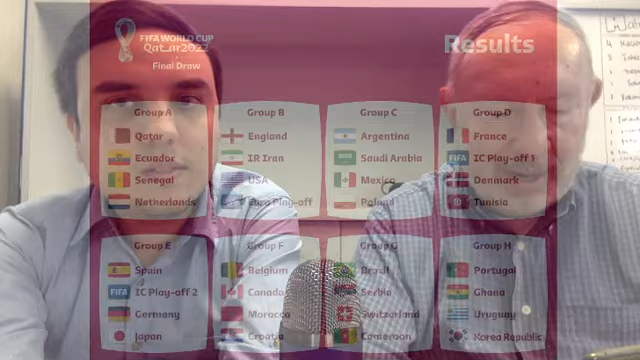 FIFA WORLD CUP
Qatar2022
Final Draw
Results
Group A
Qatar
Ecuador
Senegal
Netherlands
Group B
England
IR Iran
USA
Euro Play-off
Group C
Argentina
Saudi Arabia
Mexico
Poland
Group D
France
FIFA IC Play-off 1
Denmark
Tunisia
Group E
Spain
FIFA IC Play-off 2
Germany
Japan
Group F
Belgium
Canada
Morocco
Croatia
Group G
Brazil
Serbia
Switzerland
Cameroon
Group H
Portugal
Ghana
Uruguay
Korea Republic